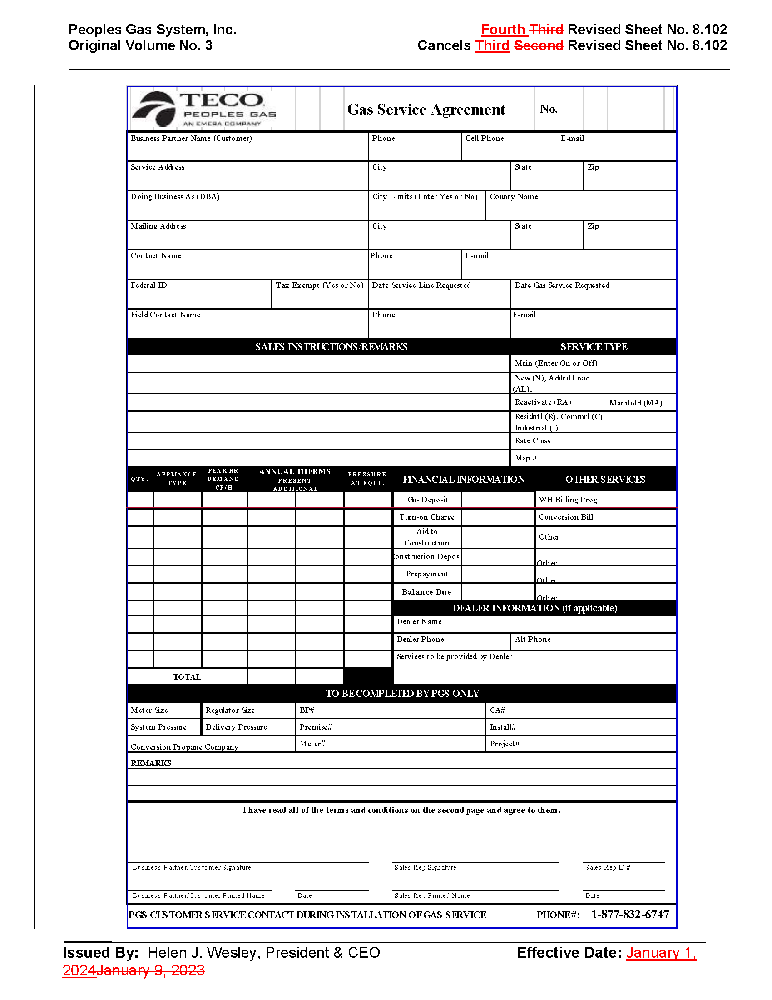 Peoples Gas System, Inc.
Original Volume No. 3
Fourth Third Revised Sheet No. 8.102
Cancels Third Second Revised Sheet No. 8.102
TECO.
PEOPLES GAS
AN EMERA COMPANY
Gas Service Agreement
No.
Business Partner Name (Customer) Phone Cell Phone E-mail
Service Address City State Zip
Doing Business As (DBA) City Limits (Enter Yes or No) County Name
Mailing Address City State Zip
Contact Name Phone E-mail
Federal ID Tax Exempt (Yes or No) Date Service Line Requested Date Gas Service Requested
Field Contact Name Phone E-mail
SALES INSTRUCTIONS/REMARKS SERVICE TYPE
Main (Enter On or Off)
New (N), Added Load
(AL),
Reactivate (RA) Manifold (MA)
Residntl (R), Commrl (C)
Industrial (I)
Rate Class
Map #
QTY.
APPLIANCE
TYPE
PEAK HR
DEMAND
CF/H
ANNUAL THERMS
PRESENT
ADDITIONAL
PRESSURE
AT EQPT.
FINANCIAL INFORMATION OTHER SERVICES
Gas Deposit WH Billing Prog
Turn-on Charge Conversion Bill
Aid to
Construction
Other
Construction Deposi
Other
Prepayment
Other
Balance Due
Other
DEALER INFORMATION (if applicable)
Dealer Name
Dealer Phone Alt Phone
Services to be provided by Dealer
TOTAL
TO BE COMPLETED BY PGS ONLY
Meter Size Regulator Size BP# CA#
System Pressure Delivery Pressure Premise# Install#
Conversion Propane Company Meter# Project#
REMARKS
I have read all of the terms and conditions on the second page and agree to them.
Business Partner/Customer Signature Sales Rep Signature Sales Rep ID #
Business Partner/Customer Printed Name Date Sales Rep Printed Name Date
PGS CUSTOMER SERVICE CONTACT DURING INSTALLATION OF GAS SERVICE PHONE#: 1-877-832-6747
Issued By: Helen J. Wesley, President & CEO Effective Date: January 1,
2024January 9, 2023